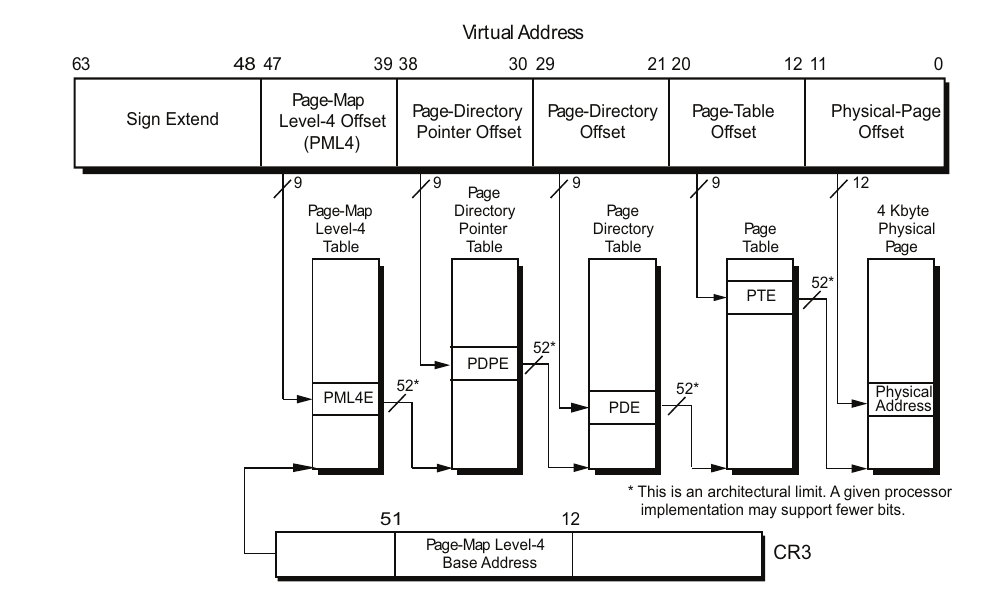 Virtual Address
63 48 47 39 38 30 29 21 20 12 11 0
Sign Extend
Page-Map
Level-4 Offset
(PML4)
Page-Directory
Pointer Offset
Page-Directory
Offset
Page-Table
Offset
Physical-Page
Offset
9
9
9
9
12
Page-Map
Level-4
Table
Page
Directory
Pointer
Table
Page
Directory
Table
Page
Table
4 Kbyte
Physical
Page
PML4E
52*
PDPE
52*
PDE
52*
PTE
52*
Physical
Address
* This is an architectural limit. A given processor
implementation may support fewer bits.
51 12
Page-Map Level-4
Base Address
CR3